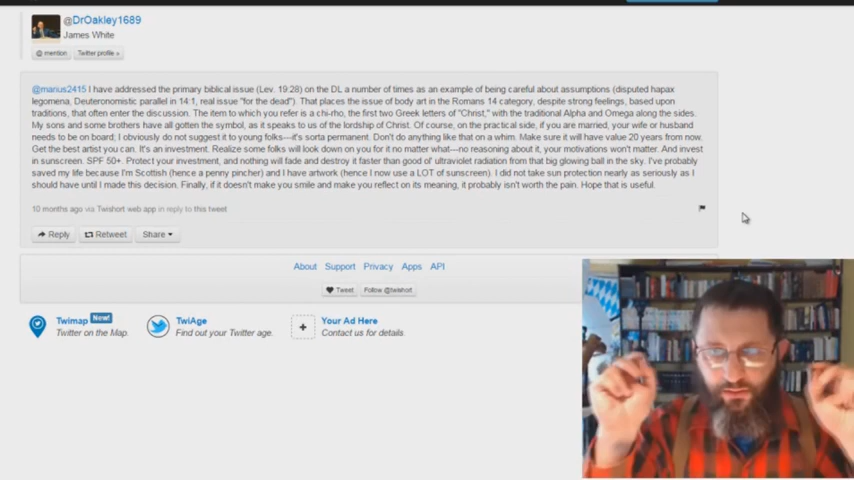 @DrOakley1689
James White
@ mention
Twitter profile »
@marius2415 I have addressed the primary biblical issue (Lev. 19:28) on the DL a number of times as an example of being careful about assumptions (disputed hapax
legomena, Deuteronomistic parallel in 14:1, real issue "for the dead"). That places the issue of body art in the Romans 14 category, despite strong feelings, based upon
traditions, that often enter the discussion. The item to which you refer is a chi-rho, the first two Greek letters of "Christ," with the traditional Alpha and Omega along the sides.
My sons and some brothers have all gotten the symbol, as it speaks to us of the lordship of Christ. Of course, on the practical side, if you are married, your wife or husband
needs to be on board; I obviously do not suggest it to young folks---it's sorta permanent. Don't do anything like that on a whim. Make sure it will have value 20 years from now.
Get the best artist you can. It's an investment. Realize some folks will look down on you for it no matter what---no reasoning about it, your motivations won't matter. And invest
in sunscreen. SPF 50+. Protect your investment, and nothing will fade and destroy it faster than good ol' ultraviolet radiation from that big glowing ball in the sky. I've probably
saved my life because I'm Scottish (hence a penny pincher) and I have artwork (hence I now use a LOT of sunscreen). I did not take sun protection nearly as seriously as I
should have until I made this decision. Finally, if it doesn't make you smile and make you reflect on its meaning, it probably isn't worth the pain. Hope that is useful.
10 months ago via Twishort web app in reply to this tweet
Reply
Retweet
Share
About Support Privacy Apps API
Tweet
Follow @twishort
Twimap New!
Twitter on the Map.
TwiAge
Find out your Twitter age.
Your Ad Here
Contact us for details.